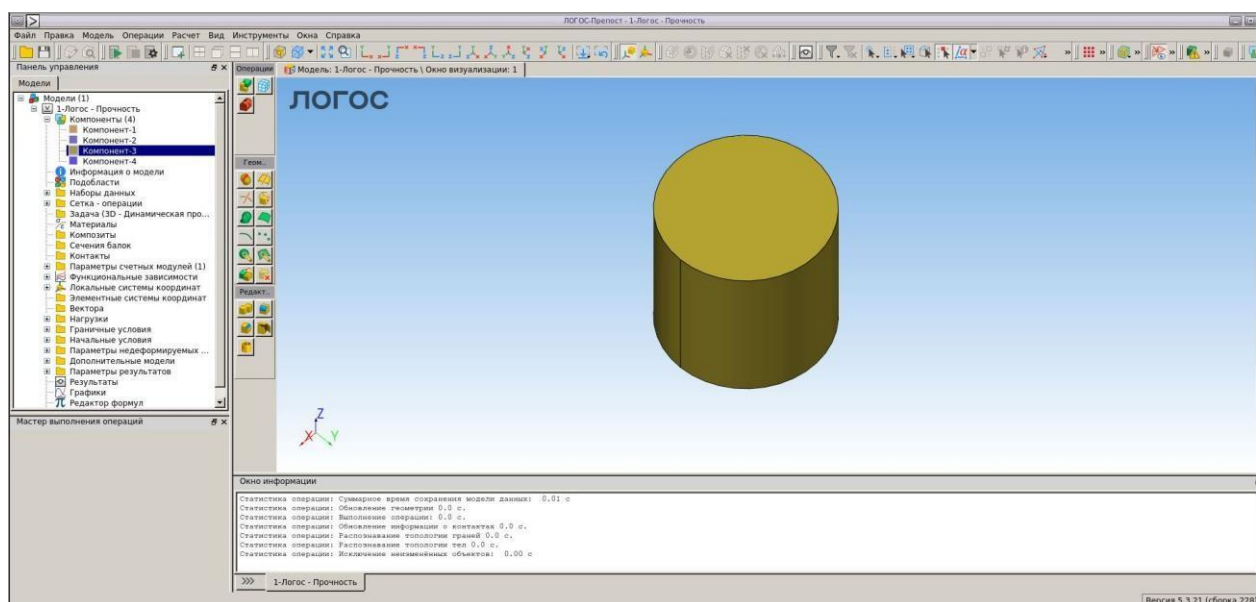 ЛОГОС-Препост - 1-Логос - Прочность
Файл Правка Модель Операции Расчет Вид Инструменты Окна Справка
Панель управления
Модели
Модели (1)
1-Логос - Прочность
Компоненты (4)
Компонент-1
Компонент-2
Компонент-3
Компонент-4
Информация о модели
Подобласти
Наборы данных
Сетка - операции
Задача (3D - Динамическая про...
Материалы
Композиты
Сечения балок
Контакты
Параметры счетных модулей (1)
Функциональные зависимости
Локальные системы координат
Элементные системы координат
Вектора
Нагрузки
Граничные условия
Начальные условия
Параметры недеформируемых ...
Дополнительные модели
Параметры результатов
Результаты
Графики
Редактор формул
Мастер выполнения операций
Операции
Геом...
Редакт...
Модель: 1-Логос - Прочность \ Окно визуализации: 1
ЛОГОС
Z
X
Y
Окно информации
Статистика операции: Суммарное время сохранения модели данных: 0.01 с
Статистика операции: Обновление геометрии 0.0 с.
Статистика операции: Выполнение операции: 0.0 с.
Статистика операции: Обновление информации о контактах 0.0 с.
Статистика операции: Распознавание топологии граней 0.0 с.
Статистика операции: Распознавание топологии тел 0.0 с.
Статистика операции: Исключение неизменённых объектов: 0.00 с
1-Логос - Прочность
Версия 5.3.21 (сборка 228